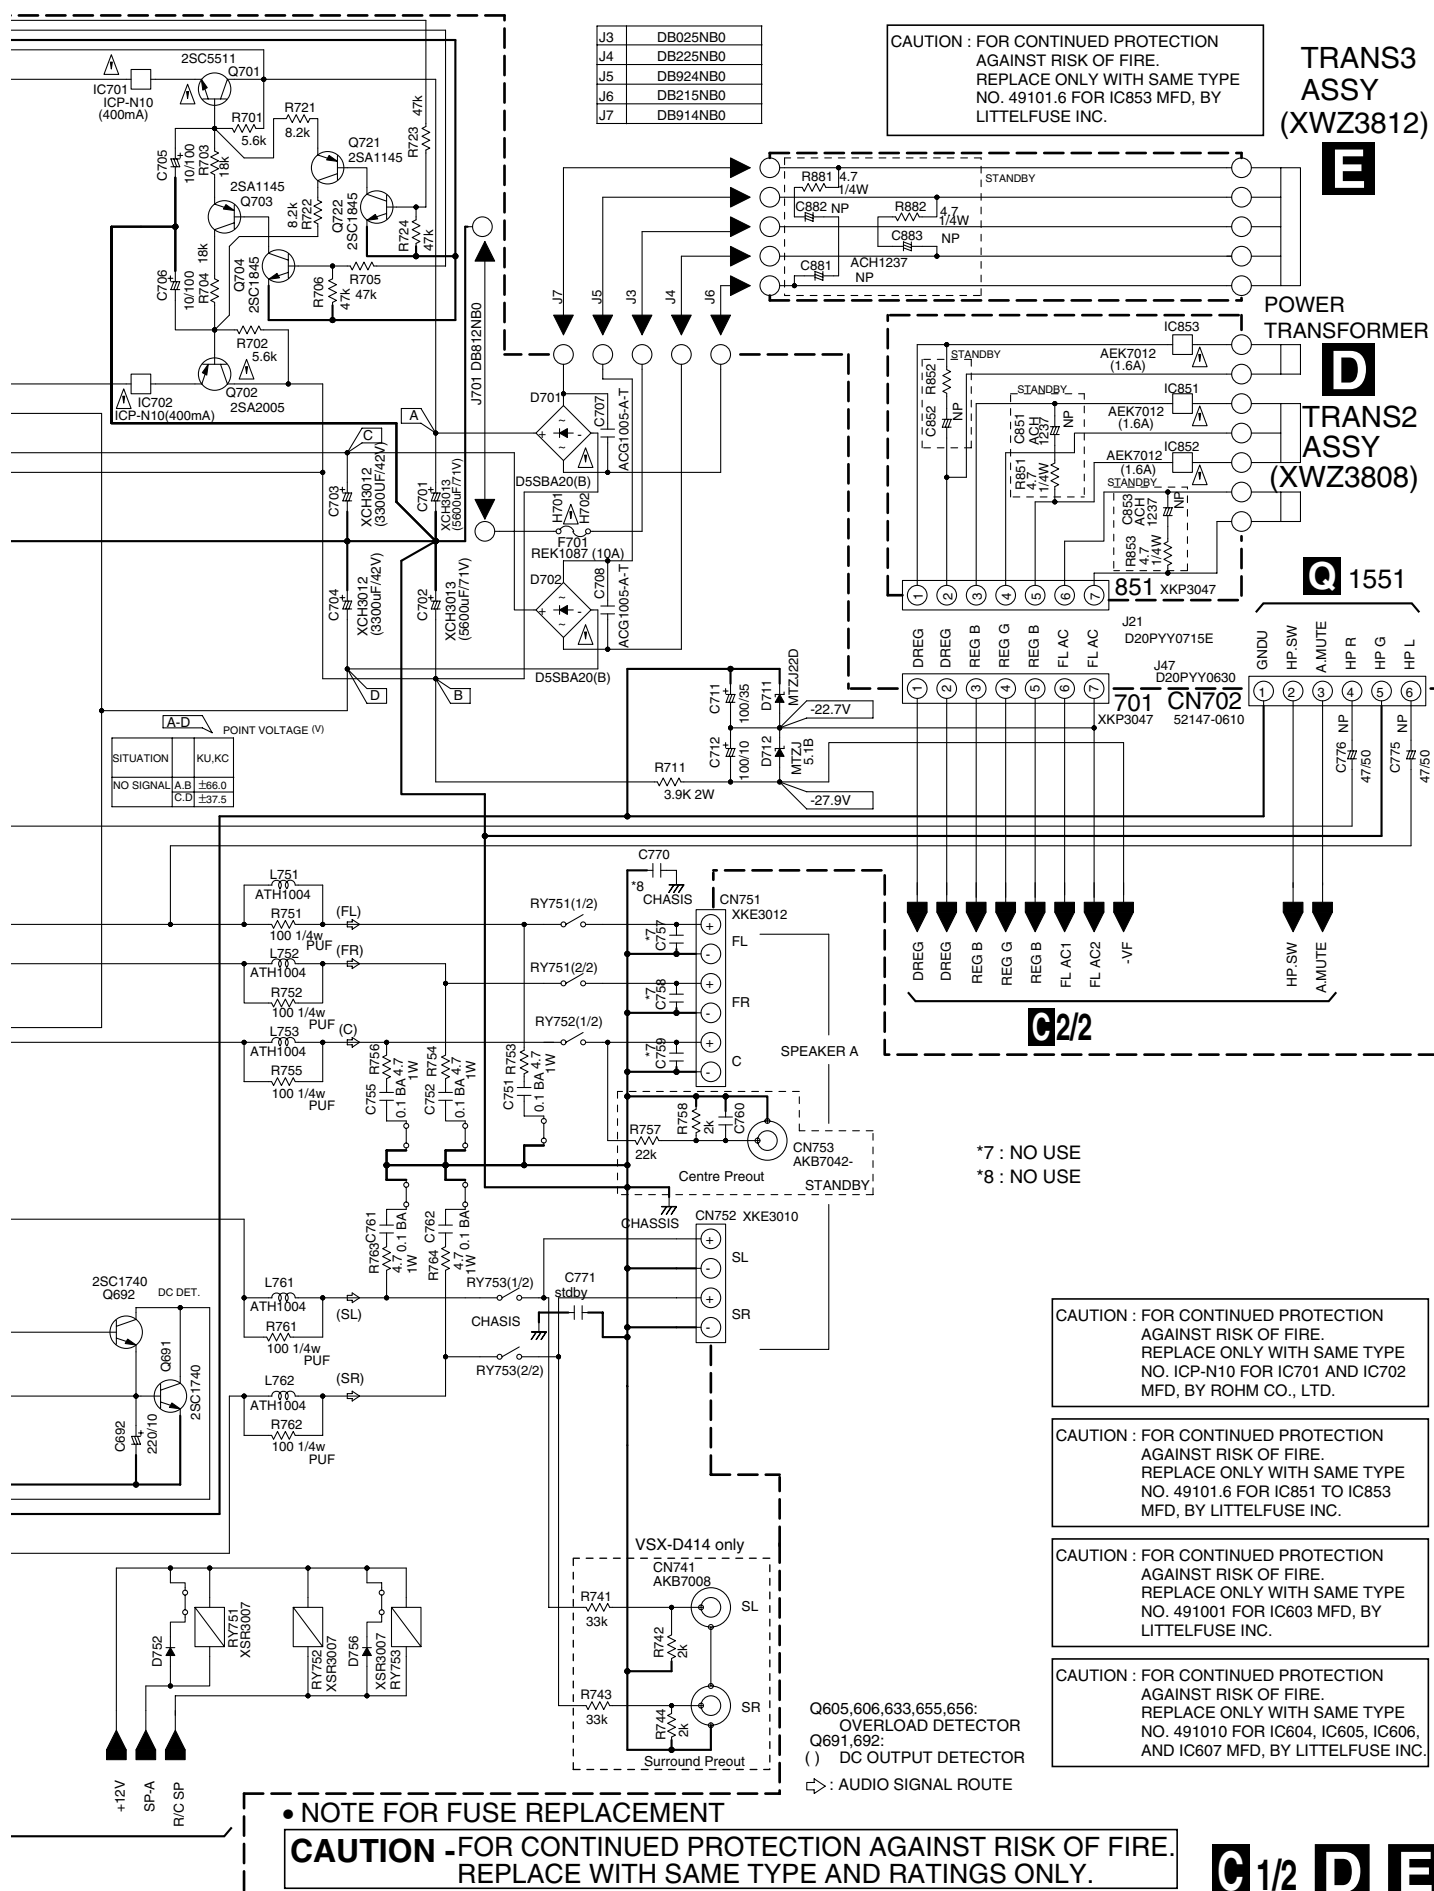 J3 DB025NB0
J4 DB225NB0
J5 DB924NB0
J6 DB215NB0
J7 DB914NB0
CAUTION : FOR CONTINUED PROTECTION
AGAINST RISK OF FIRE.
REPLACE ONLY WITH SAME TYPE
NO. 49101.6 FOR IC853 MFD, BY
LITTELFUSE INC.
TRANS3
ASSY
(XWZ3812)
E
2SC5511
Q701
IC701
ICP-N10
(400mA)
R701
5.6k
R721
8.2k
Q721
2SA1145
R723
47k
C705
10/100
R703
18k
2SA1145
Q703
8.2k
R722
Q722
2SC1845
R724
47k
C706
10/100
18k
R704
Q704
2SC1845
R706
47k
R705
47k
R702
5.6k
IC702
ICP-N10(400mA)
Q702
2SA2005
J701 DB812NB0
J7
J5
J3
J4
J6
R881
4.7
1/4W
C882
NP
R882
4.7
1/4W
C883
NP
C881
ACH1237
NP
STANDBY
POWER
TRANSFORMER
D
TRANS2
ASSY
(XWZ3808)
IC853
AEK7012
(1.6A)
IC851
AEK7012
(1.6A)
IC852
AEK7012
(1.6A)
STANDBY
R852
C852
NP
STANDBY
C851
ACH
1237
NP
R851
4.7
1/4W
STANDBY
C853
ACH
1237
NP
R853
4.7
1/4W
A
C
D701
C707
ACG1005-A-T
D5SBA20(B)
C703
XCH3012
(3300UF/42V)
C701
XCH3013
(5600uF/71V)
H701
H702
F701
REK1087 (10A)
C704
XCH3012
(3300uF/42V)
C702
XCH3013
(5600uF/71V)
D702
C708
ACG1005-A-T
D5SBA20(B)
D
B
1 2 3 4 5 6 7
851 XKP3047
J21
D20PYY0715E
DREG
DREG
REG B
REG G
REG B
FL AC
FL AC
J47
D20PYY0630
1 2 3 4 5 6 7
701
XKP3047
Q 1551
GNDU
HP.SW
A.MUTE
HP R
HP G
HP L
1 2 3 4 5 6
CN702
52147-0610
C776
NP
47/50
C775
NP
47/50
A-D
POINT VOLTAGE (V)
SITUATION KU,KC
NO SIGNAL A.B ±66.0
C.D ±37.5
C711
100/35
D711
MTZJ22D
-22.7V
C712
100/10
D712
MTZJ
5.1B
-27.9V
R711
3.9K 2W
C770
*8
CHASIS
L751
ATH1004
R751
100 1/4w
PUF
(FL)
L752
ATH1004
R752
100 1/4w
PUF
(FR)
L753
ATH1004
R755
100 1/4w
PUF
(C)
RY751(1/2)
RY751(2/2)
RY752(1/2)
CN751
XKE3012
*7
C757
*7
C758
*7
C759
+
-
+
-
+
-
FL
FR
C
SPEAKER A
R756
4.7
1W
C755
0.1 BA
R754
4.7
1W
C752
0.1 BA
R753
4.7
1W
C751
0.1 BA
R757
22k
R758
2k
C760
CN753
AKB7042-
Centre Preout
STANDBY
CHASSIS
DREG
DREG
REG B
REG G
REG B
FL AC1
FL AC2
-VF
HP.SW
A.MUTE
C 2/2
*7 : NO USE
*8 : NO USE
C761
0.1 BA
R763
4.7
1W
C762
0.1 BA
R764
4.7
1W
CN752 XKE3010
+
-
+
-
SL
SR
2SC1740
Q692
DC DET.
Q691
2SC1740
C692
220/10
L761
ATH1004
R761
100 1/4w
PUF
(SL)
L762
ATH1004
R762
100 1/4w
PUF
(SR)
RY753(1/2)
C771
stdby
CHASIS
RY753(2/2)
CAUTION : FOR CONTINUED PROTECTION
AGAINST RISK OF FIRE.
REPLACE ONLY WITH SAME TYPE
NO. ICP-N10 FOR IC701 AND IC702
MFD, BY ROHM CO., LTD.
CAUTION : FOR CONTINUED PROTECTION
AGAINST RISK OF FIRE.
REPLACE ONLY WITH SAME TYPE
NO. 49101.6 FOR IC851 TO IC853
MFD, BY LITTELFUSE INC.
CAUTION : FOR CONTINUED PROTECTION
AGAINST RISK OF FIRE.
REPLACE ONLY WITH SAME TYPE
NO. 491001 FOR IC603 MFD, BY
LITTELFUSE INC.
CAUTION : FOR CONTINUED PROTECTION
AGAINST RISK OF FIRE.
REPLACE ONLY WITH SAME TYPE
NO. 491010 FOR IC604, IC605, IC606,
AND IC607 MFD, BY LITTELFUSE INC.
VSX-D414 only
CN741
AKB7008
R741
33k
R742
2k
SL
R743
33k
R744
2k
SR
Surround Preout
D752
RY751
XSR3007
RY752
XSR3007
D756
XSR3007
RY753
+12V
SP-A
R/C SP
Q605,606,633,655,656:
OVERLOAD DETECTOR
Q691,692:
( ) DC OUTPUT DETECTOR
: AUDIO SIGNAL ROUTE
• NOTE FOR FUSE REPLACEMENT
CAUTION - FOR CONTINUED PROTECTION AGAINST RISK OF FIRE.
REPLACE WITH SAME TYPE AND RATINGS ONLY.
C 1/2 D E